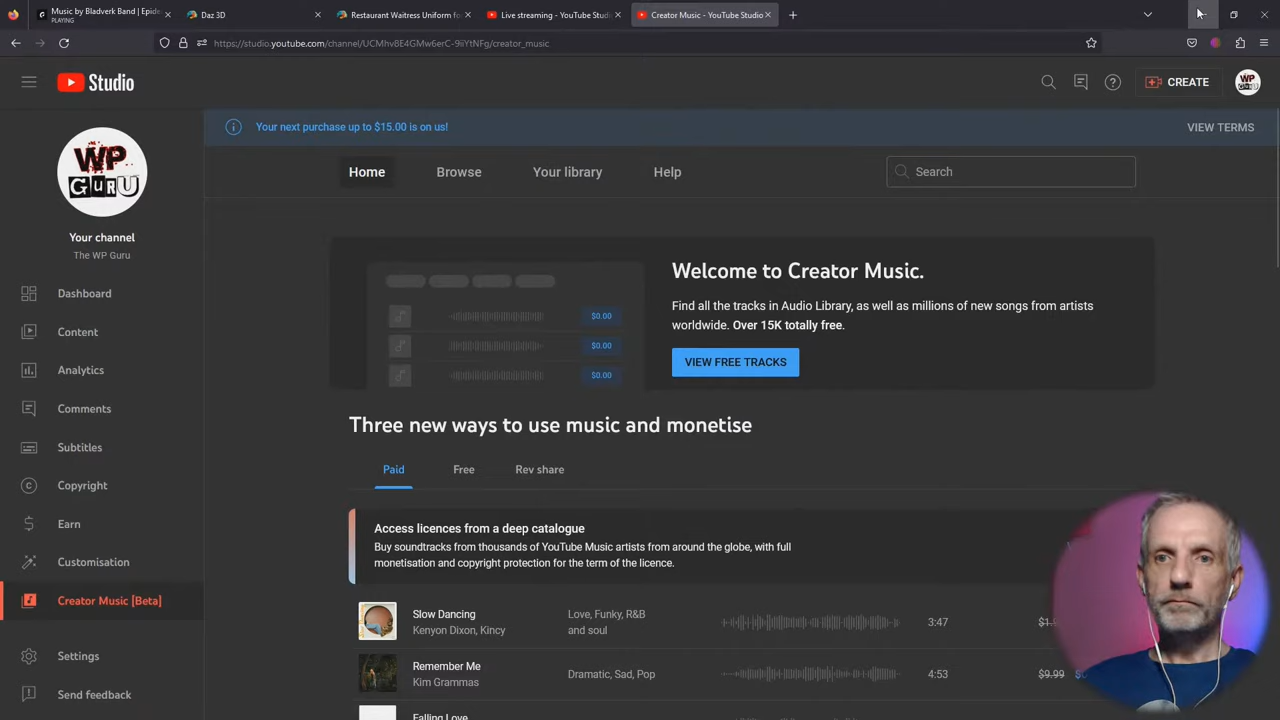 Music by Bladverk Band | Epide
PLAYING
Daz 3D
Restaurant Waitress Uniform fo
Live streaming - YouTube Studio
Creator Music - YouTube Studio
https://studio.youtube.com/channel/UCMhv8E4GMw6erC-9iiYtNFg/creator_music
Studio
CREATE
WP GURU
WP GURU
Your channel
The WP Guru
Dashboard
Content
Analytics
Comments
Subtitles
Copyright
Earn
Customisation
Creator Music [Beta]
Settings
Send feedback
Your next purchase up to $15.00 is on us!
VIEW TERMS
Home
Browse
Your library
Help
Search
$0.00
$0.00
$0.00
Welcome to Creator Music.
Find all the tracks in Audio Library, as well as millions of new songs from artists
worldwide. Over 15K totally free.
VIEW FREE TRACKS
Three new ways to use music and monetise
Paid
Free
Rev share
Access licences from a deep catalogue
Buy soundtracks from thousands of YouTube Music artists from around the globe, with full
monetisation and copyright protection for the term of the licence.
Slow Dancing
Kenyon Dixon, Kincy
Love, Funky, R&B
and soul
3:47
Remember Me
Kim Grammas
Dramatic, Sad, Pop
4:53
$9.99
Falling Love